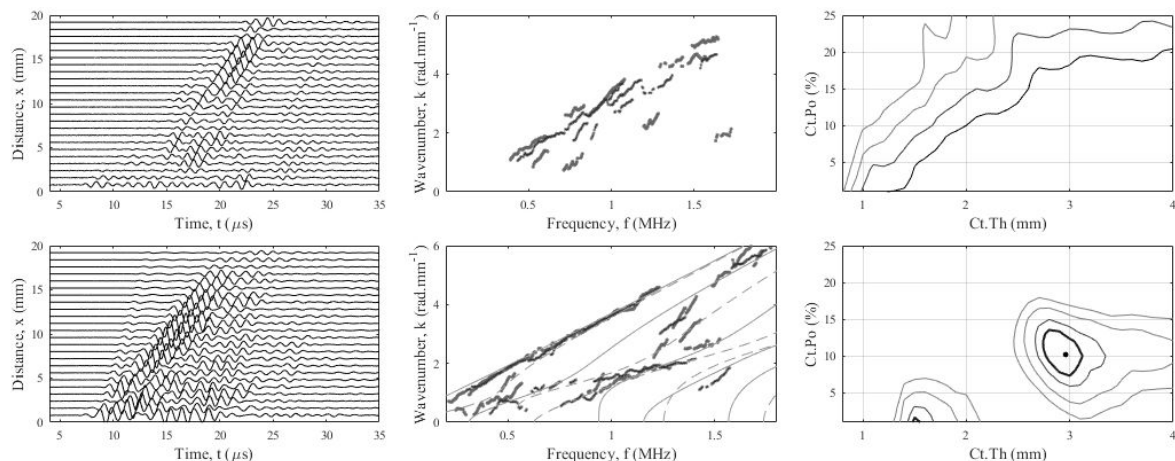 Distance, x (mm)
20
15
10
5
0
5 10 15 20 25 30 35
Time, t (μs)
Wavenumber, k (rad.mm⁻¹)
6
4
2
0
0.5 1 1.5
Frequency, f (MHz)
Ct.Po (%)
25
20
15
10
5
1 2 3 4
Ct.Th (mm)
Distance, x (mm)
20
15
10
5
0
5 10 15 20 25 30 35
Time, t (μs)
Wavenumber, k (rad.mm⁻¹)
6
4
2
0
0.5 1 1.5
Frequency, f (MHz)
Ct.Po (%)
25
20
15
10
5
1 2 3 4
Ct.Th (mm)